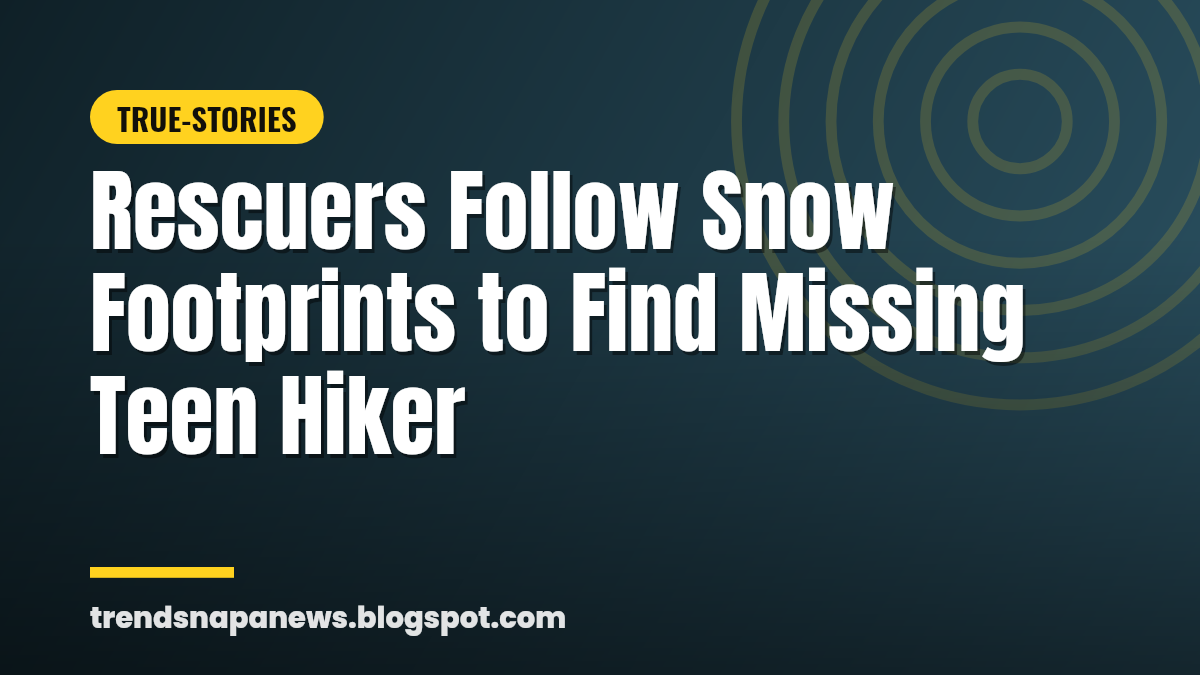 TRUE-STORIES
Rescuers Follow Snow
Footprints to Find Missing
Teen Hiker
trendsnapanews.blogspot.com